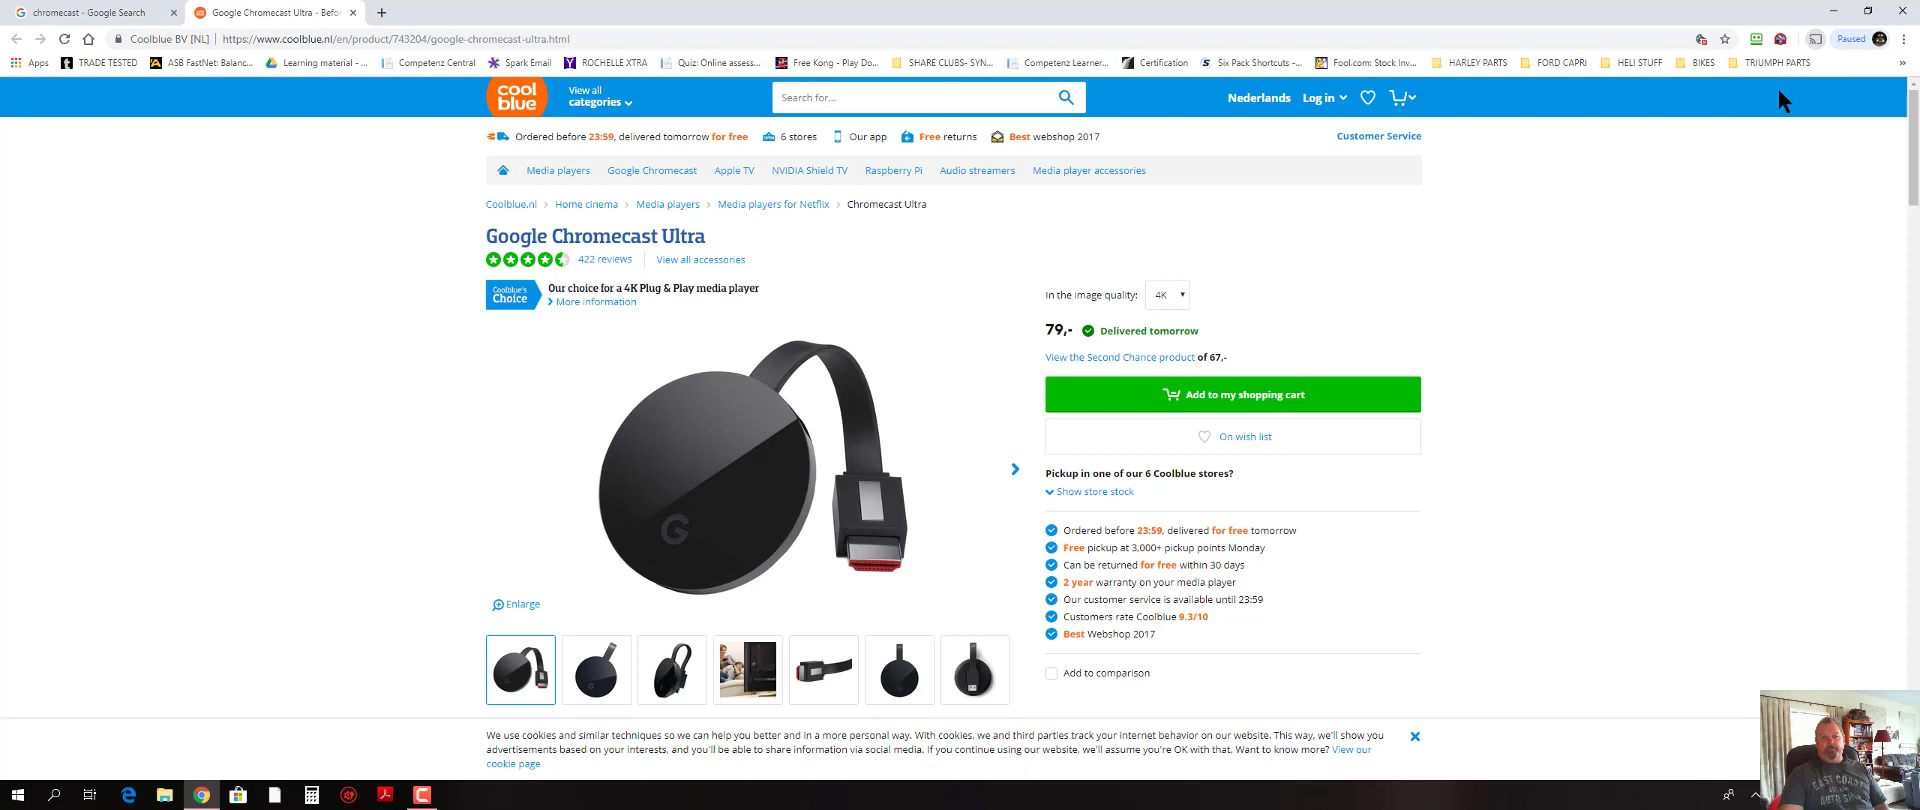 chromecast - Google Search
Google Chromecast Ultra - Befor
Coolblue BV [NL] | https://www.coolblue.nl/en/product/743204/google-chromecast-ultra.html
Paused
Apps TRADE TESTED ASB FastNet: Balanc... Learning material - ... Competenz Central Spark Email ROCHELLE XTRA Quiz: Online assess... Free Kong - Play Do... SHARE CLUBS- SYN... Competenz Learner... Certification Six Pack Shortcuts -... Fool.com: Stock Inv... HARLEY PARTS FORD CAPRI HELI STUFF BIKES TRIUMPH PARTS »
cool
blue
View all
categories
Search for...
Nederlands Log in
Ordered before 23:59, delivered tomorrow for free 6 stores Our app Free returns Best webshop 2017 Customer Service
Media players Google Chromecast Apple TV NVIDIA Shield TV Raspberry Pi Audio streamers Media player accessories
Coolblue.nl > Home cinema > Media players > Media players for Netflix > Chromecast Ultra
Google Chromecast Ultra
422 reviews View all accessories
Coolblue's
Choice
Our choice for a 4K Plug & Play media player
More information
In the image quality: 4K
79,- Delivered tomorrow
View the Second Chance product of 67,-
Add to my shopping cart
On wish list
Pickup in one of our 6 Coolblue stores?
Show store stock
Ordered before 23:59, delivered for free tomorrow
Free pickup at 3,000+ pickup points Monday
Can be returned for free within 30 days
2 year warranty on your media player
Our customer service is available until 23:59
Customers rate Coolblue 9.3/10
Best Webshop 2017
Add to comparison
G
Enlarge
We use cookies and similar techniques so we can help you better and in a more personal way. With cookies, we and third parties track your internet behavior on our website. This way, we'll show you
advertisements based on your interests, and you'll be able to share information via social media. If you continue using our website, we'll assume you're OK with that. Want to know more? View our
cookie page
EAST COAST